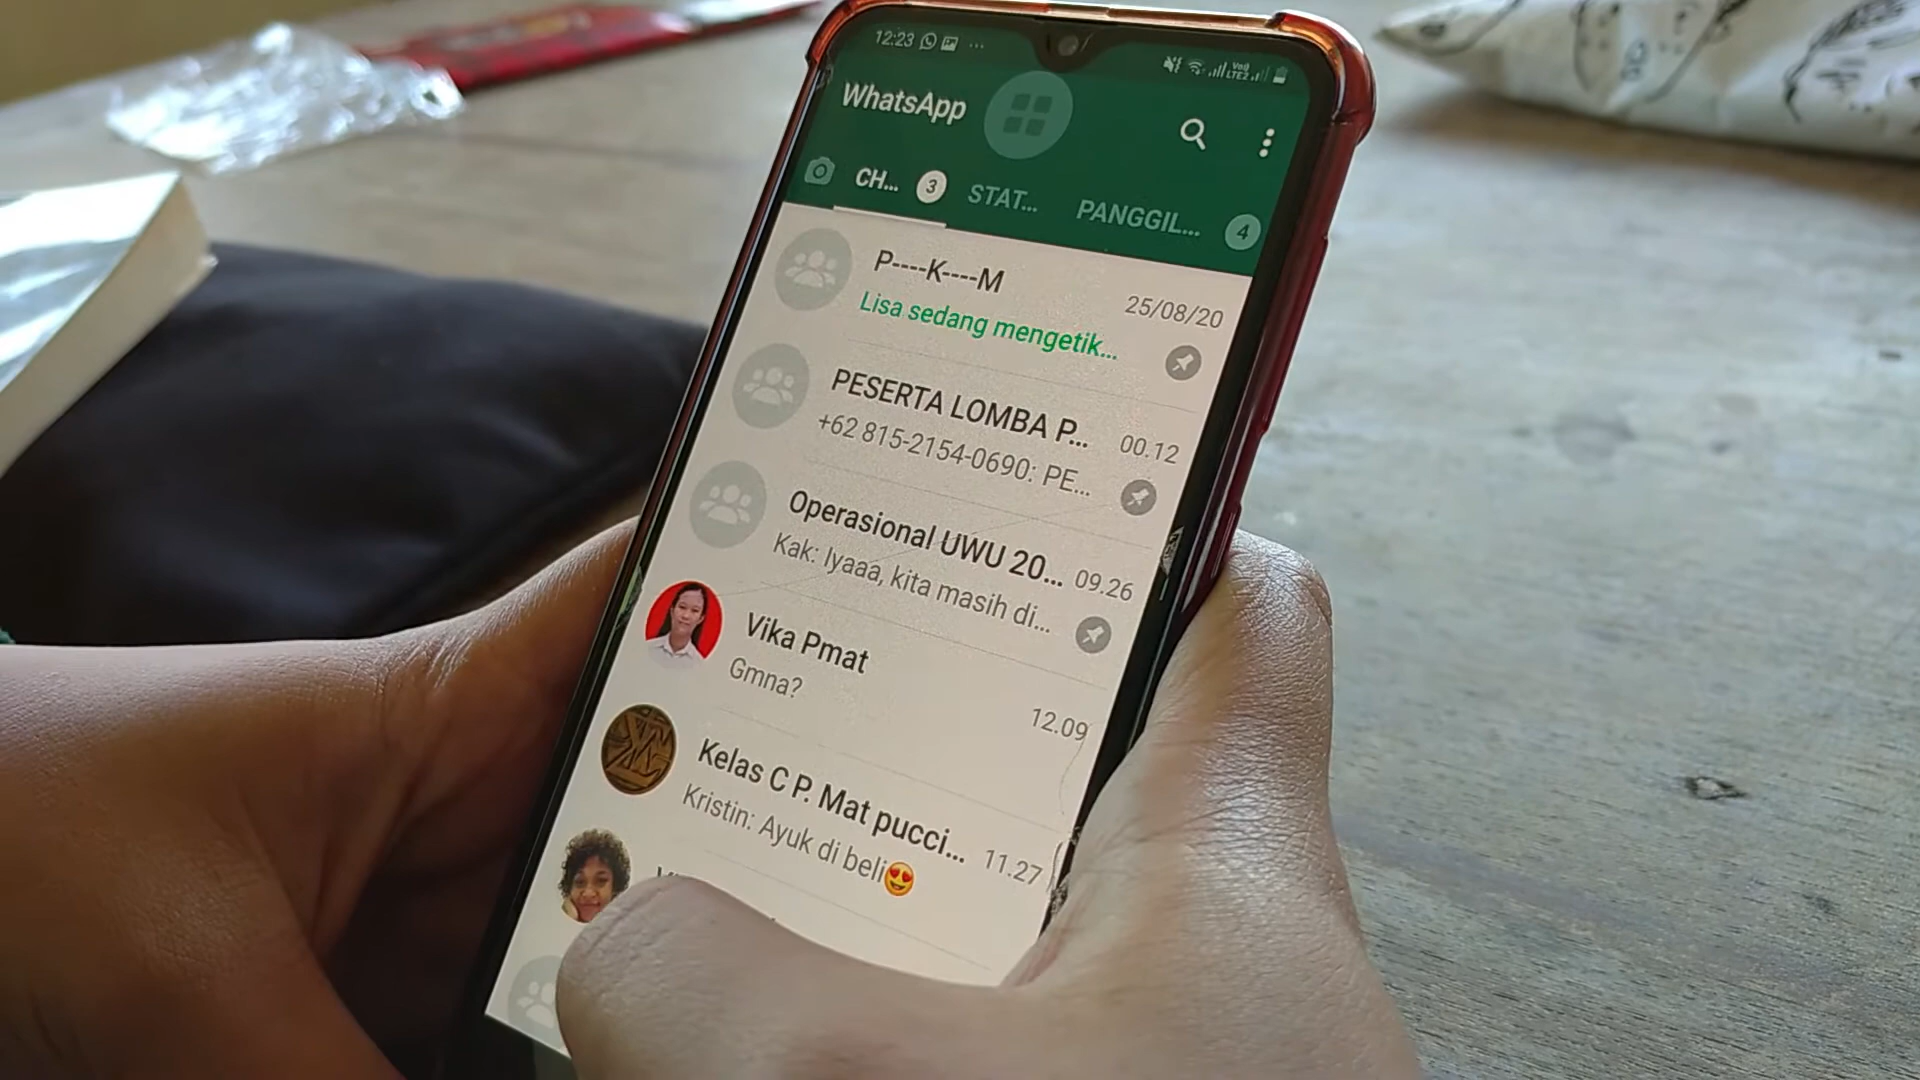 12:23
Vo))
LTE2
WhatsApp
CH... 3 STAT... PANGGIL... 4
P----K----M
25/08/20
Lisa sedang mengetik...
PESERTA LOMBA P...
00.12
+62 815-2154-0690: PE...
Operasional UWU 20...
09.26
Kak: Iyaaa, kita masih di...
Vika Pmat
Gmna?
12.09
Kelas C P. Mat pucci...
11.27
Kristin: Ayuk di beli😍